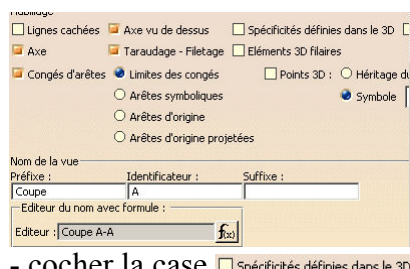 Habillage
Lignes cachées Axe vu de dessus Spécificités définies dans le 3D
Axe Taraudage - Filetage Eléments 3D filaires
Congés d'arêtes Limites des congés Points 3D : Héritage du
Arêtes symboliques Symbole
Arêtes d'origine
Arêtes d'origine projetées
Nom de la vue
Préfixe : Identificateur : Suffixe :
Coupe A
Editeur du nom avec formule :
Editeur : Coupe A-A f(x)
- cocher la case Spécificités définies dans le 3D